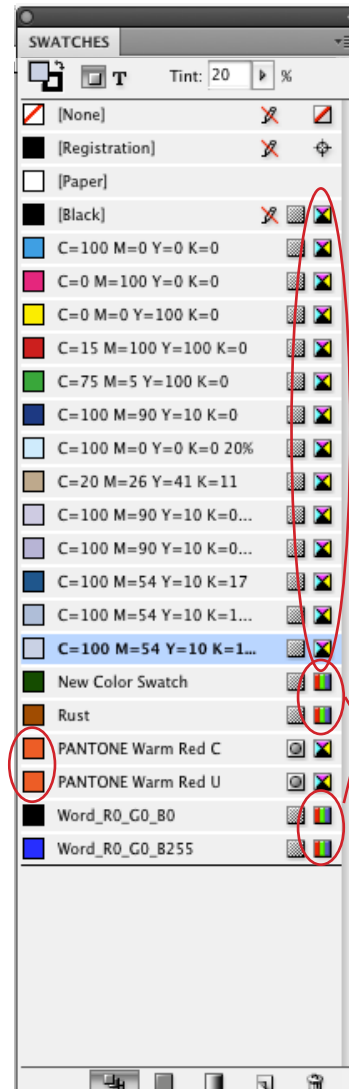 SWATCHES
T Tint: 20 %
[None]
[Registration]
[Paper]
[Black]
C=100 M=0 Y=0 K=0
C=0 M=100 Y=0 K=0
C=0 M=0 Y=100 K=0
C=15 M=100 Y=100 K=0
C=75 M=5 Y=100 K=0
C=100 M=90 Y=10 K=0
C=100 M=0 Y=0 K=0 20%
C=20 M=26 Y=41 K=11
C=100 M=90 Y=10 K=0...
C=100 M=90 Y=10 K=0...
C=100 M=54 Y=10 K=17
C=100 M=54 Y=10 K=1...
C=100 M=54 Y=10 K=1...
New Color Swatch
Rust
PANTONE Warm Red C
PANTONE Warm Red U
Word_R0_G0_B0
Word_R0_G0_B255